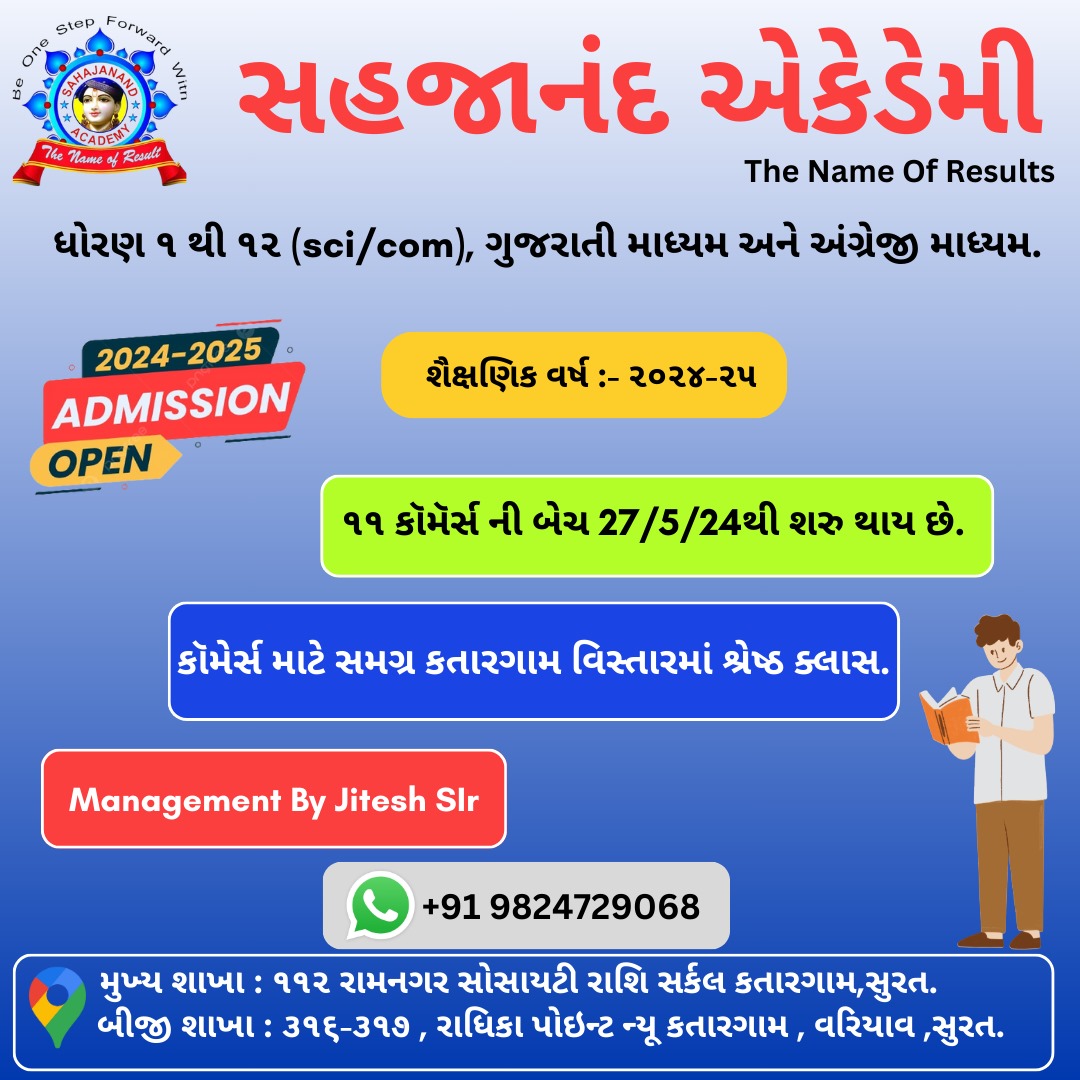 Be One Step Forward With
SAHAJANAND
ACADEMY
The Name of Result
સહજાનંદ એકેડેમી
The Name Of Results
ધોરણ ૧ થી ૧૨ (sci/com), ગુજરાતી માધ્યમ અને અંગ્રેજી માધ્યમ.
2024-2025
ADMISSION
OPEN
શૈક્ષણિક વર્ષ :- ૨૦૨૪-૨૫
૧૧ કૉમૅર્સ ની બેચ 27/5/24થી શરુ થાય છે.
કૉમેર્સ માટે સમગ્ર કતારગામ વિસ્તારમાં શ્રેષ્ઠ ક્લાસ.
Management By Jitesh SIr
+91 9824729068
મુખ્ય શાખા : ૧૧૨ રામનગર સોસાયટી રાશિ સર્કલ કતારગામ,સુરત.
બીજી શાખા : ૩૧૬-૩૧૭ , રાધિકા પોઇન્ટ ન્યૂ કતારગામ , વરિયાવ ,સુરત.